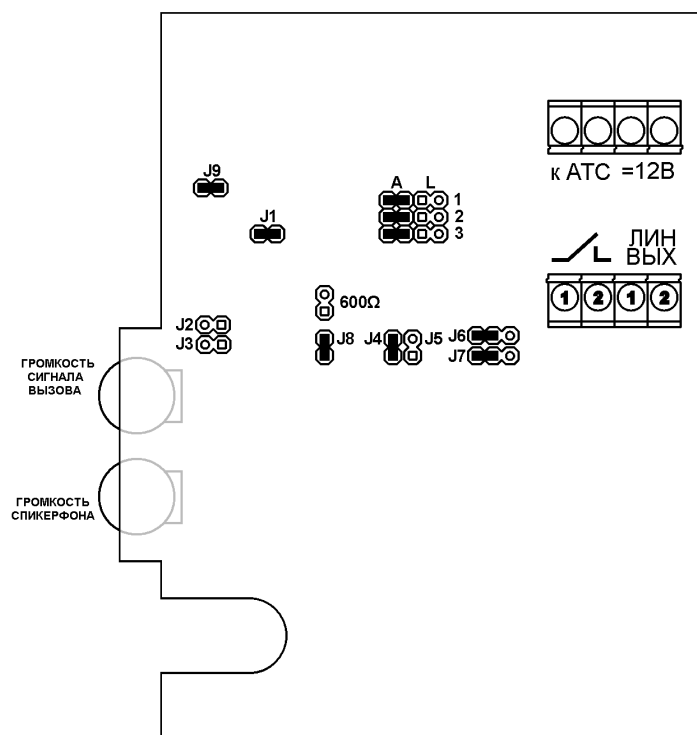 к АТС =12В
J9
A L
1
J1
2
3
ЛИН
ВЫХ
1 2 1 2
600Ω
J2
J3
J8
J4
J5
J6
J7
ГРОМКОСТЬ
СИГНАЛА
ВЫЗОВА
ГРОМКОСТЬ
СПИКЕРФОНА